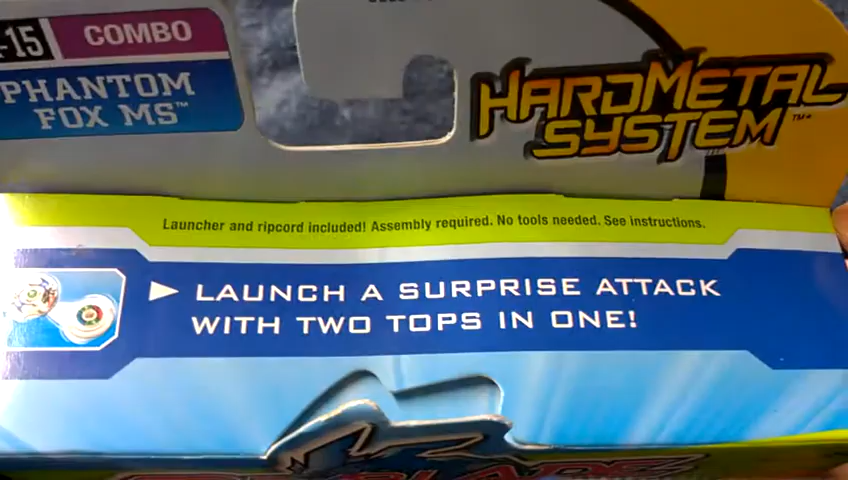 -15 COMBO
PHANTOM
FOX MS™
HARDMETAL
SYSTEM™
Launcher and ripcord included! Assembly required. No tools needed. See instructions.
LAUNCH A SURPRISE ATTACK
WITH TWO TOPS IN ONE!